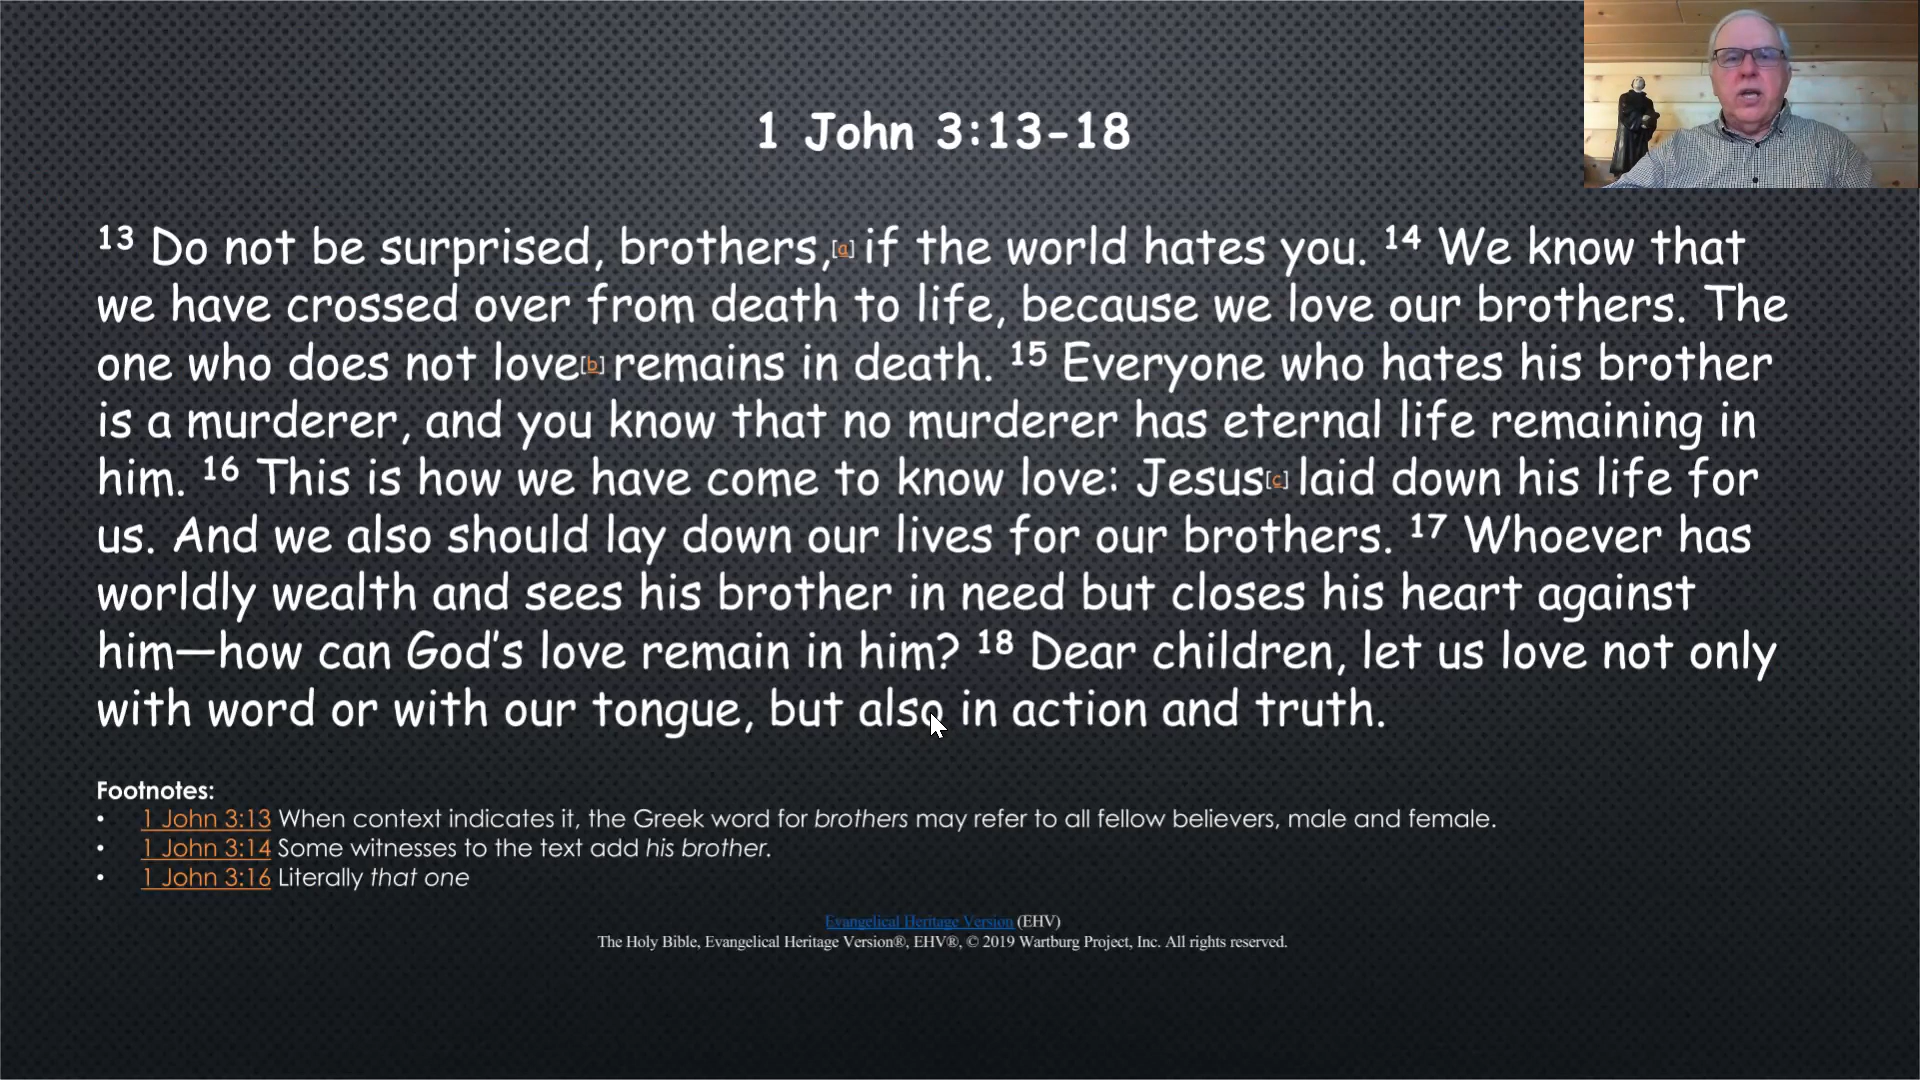 1 John 3:13-18
13 Do not be surprised, brothers,[a] if the world hates you. 14 We know that
we have crossed over from death to life, because we love our brothers. The
one who does not love[b] remains in death. 15 Everyone who hates his brother
is a murderer, and you know that no murderer has eternal life remaining in
him. 16 This is how we have come to know love: Jesus[c] laid down his life for
us. And we also should lay down our lives for our brothers. 17 Whoever has
worldly wealth and sees his brother in need but closes his heart against
him—how can God's love remain in him? 18 Dear children, let us love not only
with word or with our tongue, but also in action and truth.
Footnotes:
• 1 John 3:13 When context indicates it, the Greek word for brothers may refer to all fellow believers, male and female.
• 1 John 3:14 Some witnesses to the text add his brother.
• 1 John 3:16 Literally that one
Evangelical Heritage Version (EHV)
The Holy Bible, Evangelical Heritage Version®, EHV®, © 2019 Wartburg Project, Inc. All rights reserved.